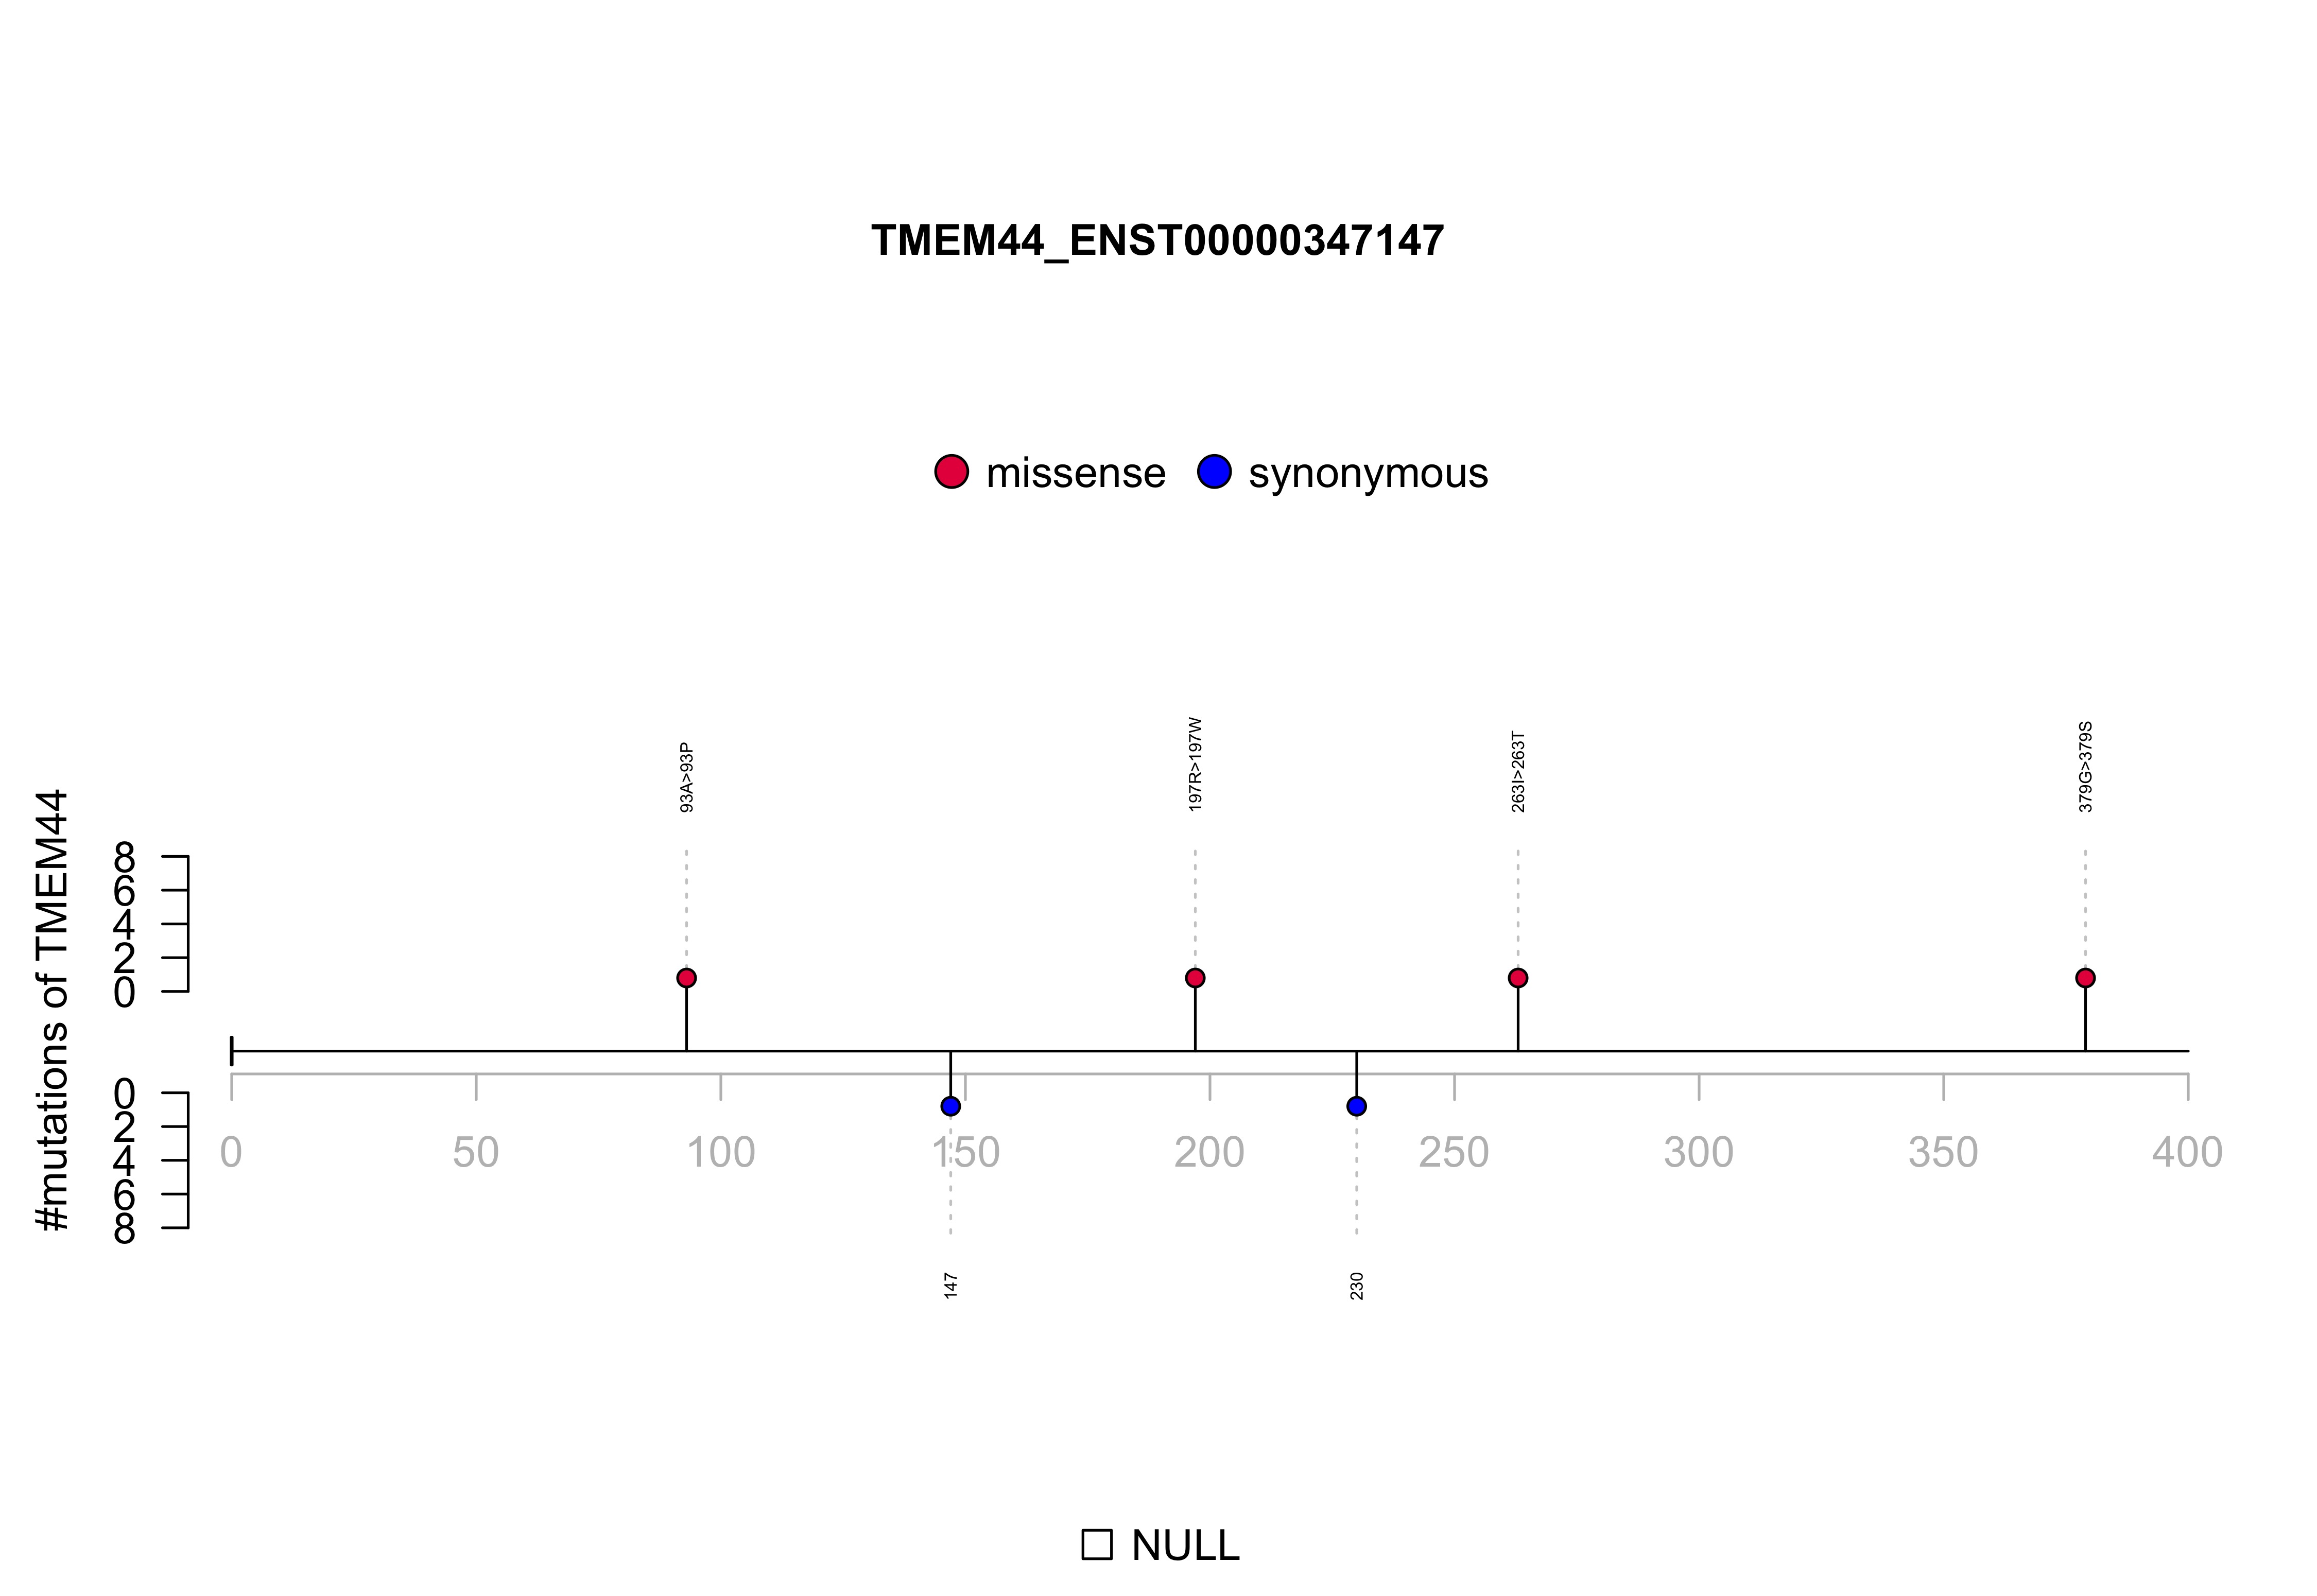 TMEM44_ENST00000347147
missense synonymous
93A>93P 197R>197W 263I>263T 379G>379S
#mutations of TMEM44
8
6
4
2
0
0
2
4
6
8
0 50 100 150 200 250 300 350 400
147 230
NULL